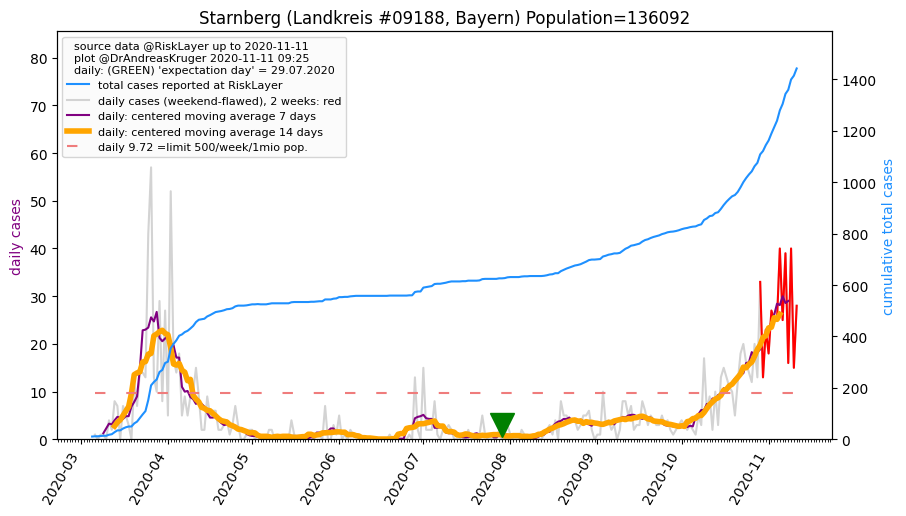 Starnberg (Landkreis #09188, Bayern) Population=136092
source data @RiskLayer up to 2020-11-11
plot @DrAndreasKruger 2020-11-11 09:25
daily: (GREEN) 'expectation day' = 29.07.2020
total cases reported at RiskLayer
daily cases (weekend-flawed), 2 weeks: red
daily: centered moving average 7 days
daily: centered moving average 14 days
daily 9.72 =limit 500/week/1mio pop.
daily cases
80
70
60
50
40
30
20
10
0
cumulative total cases
1400
1200
1000
800
600
400
200
0
2020-03
2020-04
2020-05
2020-06
2020-07
2020-08
2020-09
2020-10
2020-11